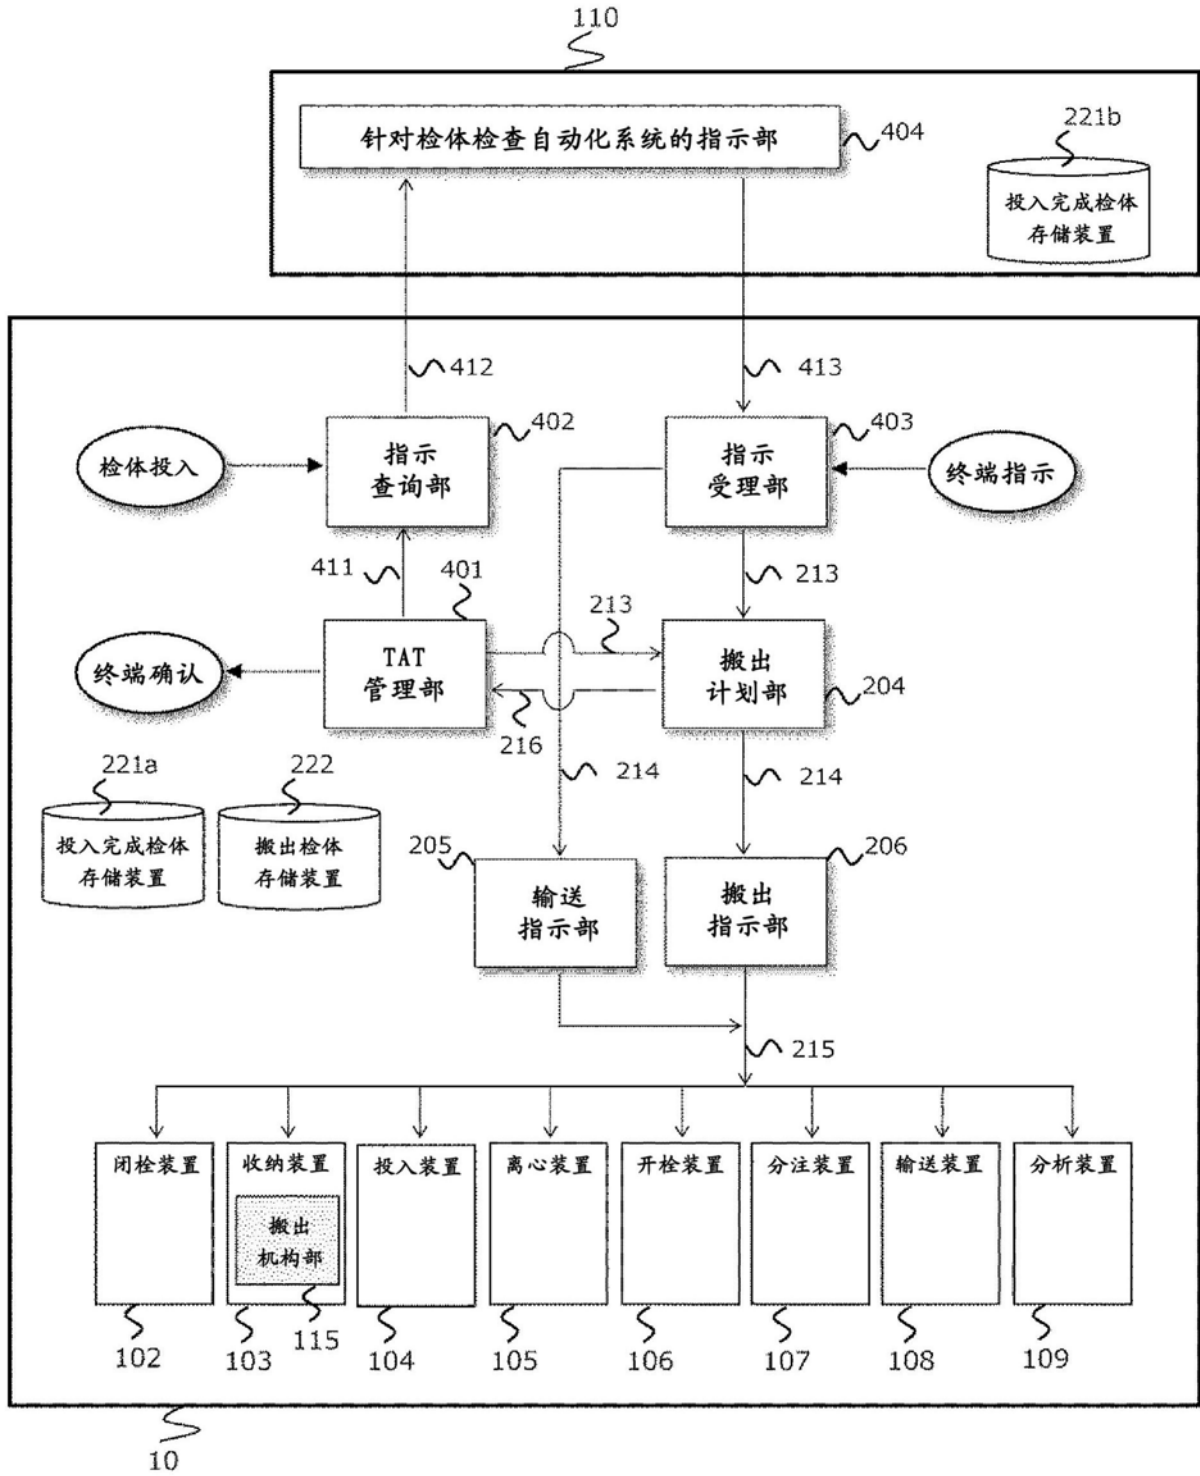 110
针对检体检查自动化系统的指示部
404
221b
投入完成检体
存储装置
412
413
402
403
检体投入
指示
查询部
指示
受理部
终端指示
411
401
213
213
终端确认
TAT
管理部
搬出
计划部
204
216
221a
222
214
214
投入完成检体
存储装置
搬出检体
存储装置
205
206
输送
指示部
搬出
指示部
215
闭栓装置
收纳装置
投入装置
离心装置
开栓装置
分注装置
输送装置
分析装置
搬出
机构部
102
103
115
104
105
106
107
108
109
10